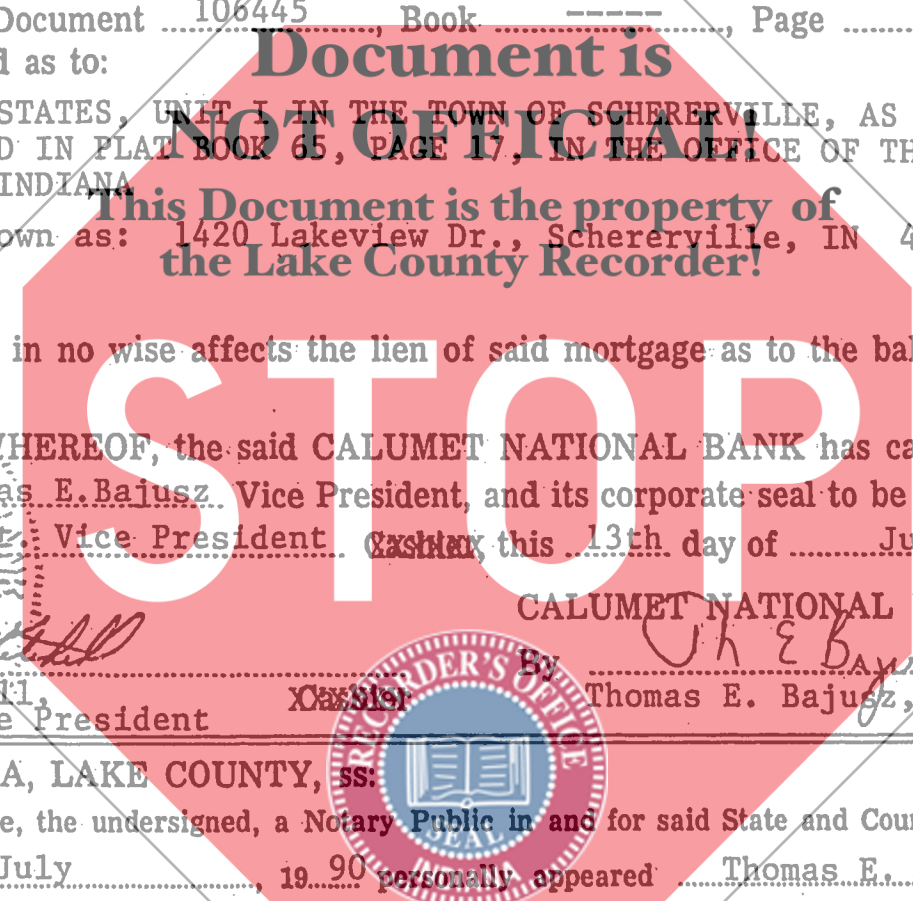 Document 106445, Book -----, Page
as to:
Document is
STATES, UNIT I IN THE TOWN OF SCHERERVILLE, AS
NOT OFFICIAL!
D IN PLAT BOOK 65, PAGE 17, IN THE OFFICE OF TH
INDIANA
This Document is the property of
own as: 1420 Lakeview Dr., Schererville, IN 4
the Lake County Recorder!
in no wise affects the lien of said mortgage as to the bal
STOP
WHEREOF, the said CALUMET NATIONAL BANK has ca
as E.Bajusz Vice President, and its corporate seal to be
Vice President Cashier, this 13th day of Ju
CALUMET NATIONAL
By Th E Baju
ill, Cashier Thomas E. Bajusz,
e President
RECORDER'S OFFICE
SEAL
INDIANA
A, LAKE COUNTY, ss:
e, the undersigned, a Notary Public in and for said State and Coun
July, 19 90 personally appeared Thomas E.